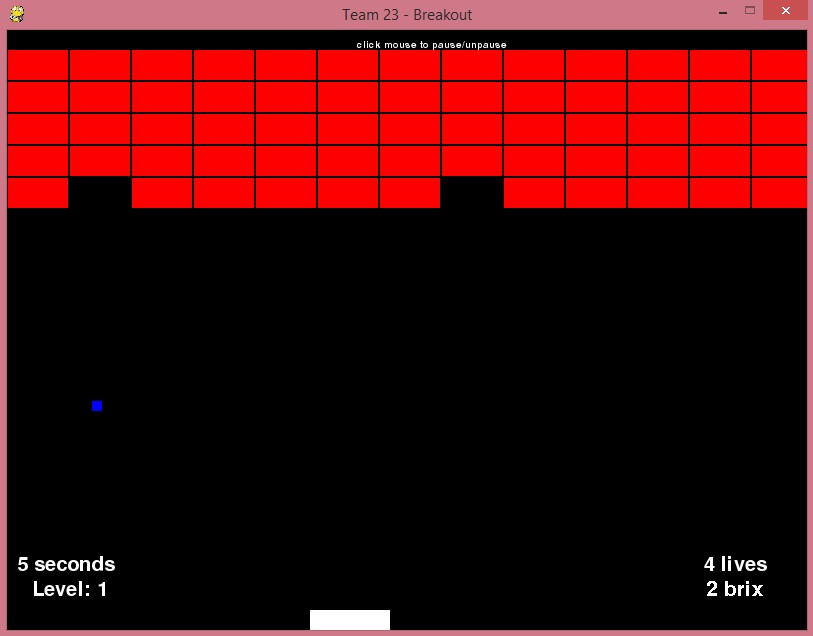 Team 23 - Breakout
click mouse to pause/unpause
5 seconds
Level: 1
4 lives
2 brix